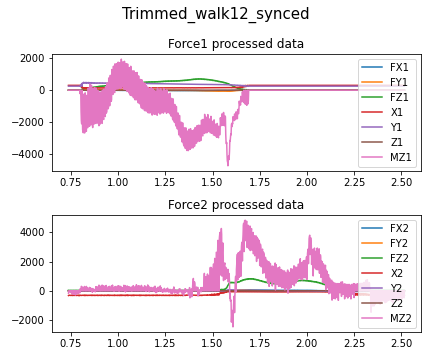 Trimmed_walk12_synced
Force1 processed data
2000
0
−2000
−4000
FX1
FY1
FZ1
X1
Y1
Z1
MZ1
0.75 1.00 1.25 1.50 1.75 2.00 2.25 2.50
Force2 processed data
4000
2000
0
−2000
FX2
FY2
FZ2
X2
Y2
Z2
MZ2
0.75 1.00 1.25 1.50 1.75 2.00 2.25 2.50